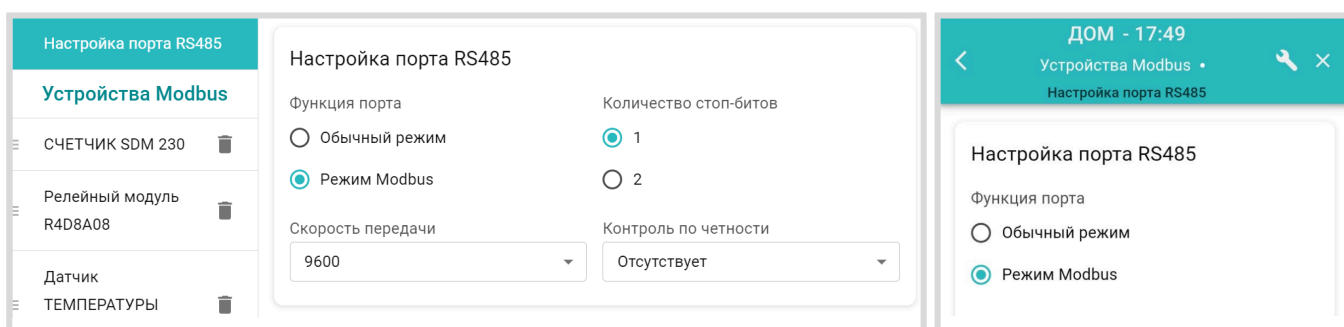 Настройка порта RS485
Устройства Modbus
СЧЕТЧИК SDM 230
Релейный модуль
R4D8A08
Датчик
ТЕМПЕРАТУРЫ
Настройка порта RS485
Функция порта
Обычный режим
Режим Modbus
Количество стоп-битов
1
2
Скорость передачи
9600
Контроль по четности
Отсутствует
ДОМ - 17:49
Устройства Modbus •
Настройка порта RS485
Настройка порта RS485
Функция порта
Обычный режим
Режим Modbus